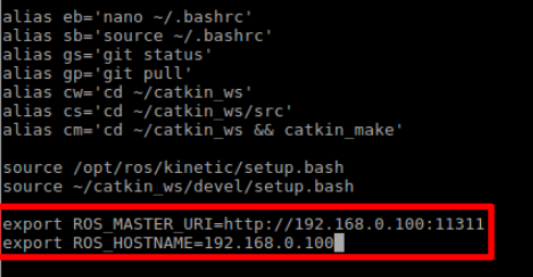 alias eb='nano ~/.bashrc'
alias sb='source ~/.bashrc'
alias gs='git status'
alias gp='git pull'
alias cw='cd ~/catkin_ws'
alias cs='cd ~/catkin_ws/src'
alias cm='cd ~/catkin_ws && catkin_make'
source /opt/ros/kinetic/setup.bash
source ~/catkin_ws/devel/setup.bash
export ROS_MASTER_URI=http://192.168.0.100:11311
export ROS_HOSTNAME=192.168.0.100